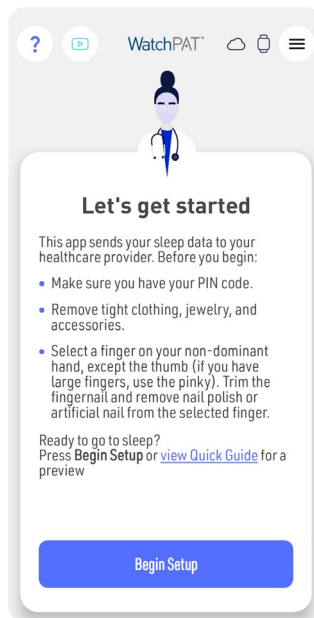 ?
WatchPAT™
Let's get started
This app sends your sleep data to your
healthcare provider. Before you begin:
• Make sure you have your PIN code.
• Remove tight clothing, jewelry, and
accessories.
• Select a finger on your non-dominant
hand, except the thumb (if you have
large fingers, use the pinky). Trim the
fingernail and remove nail polish or
artificial nail from the selected finger.
Ready to go to sleep?
Press Begin Setup or view Quick Guide for a
preview
Begin Setup